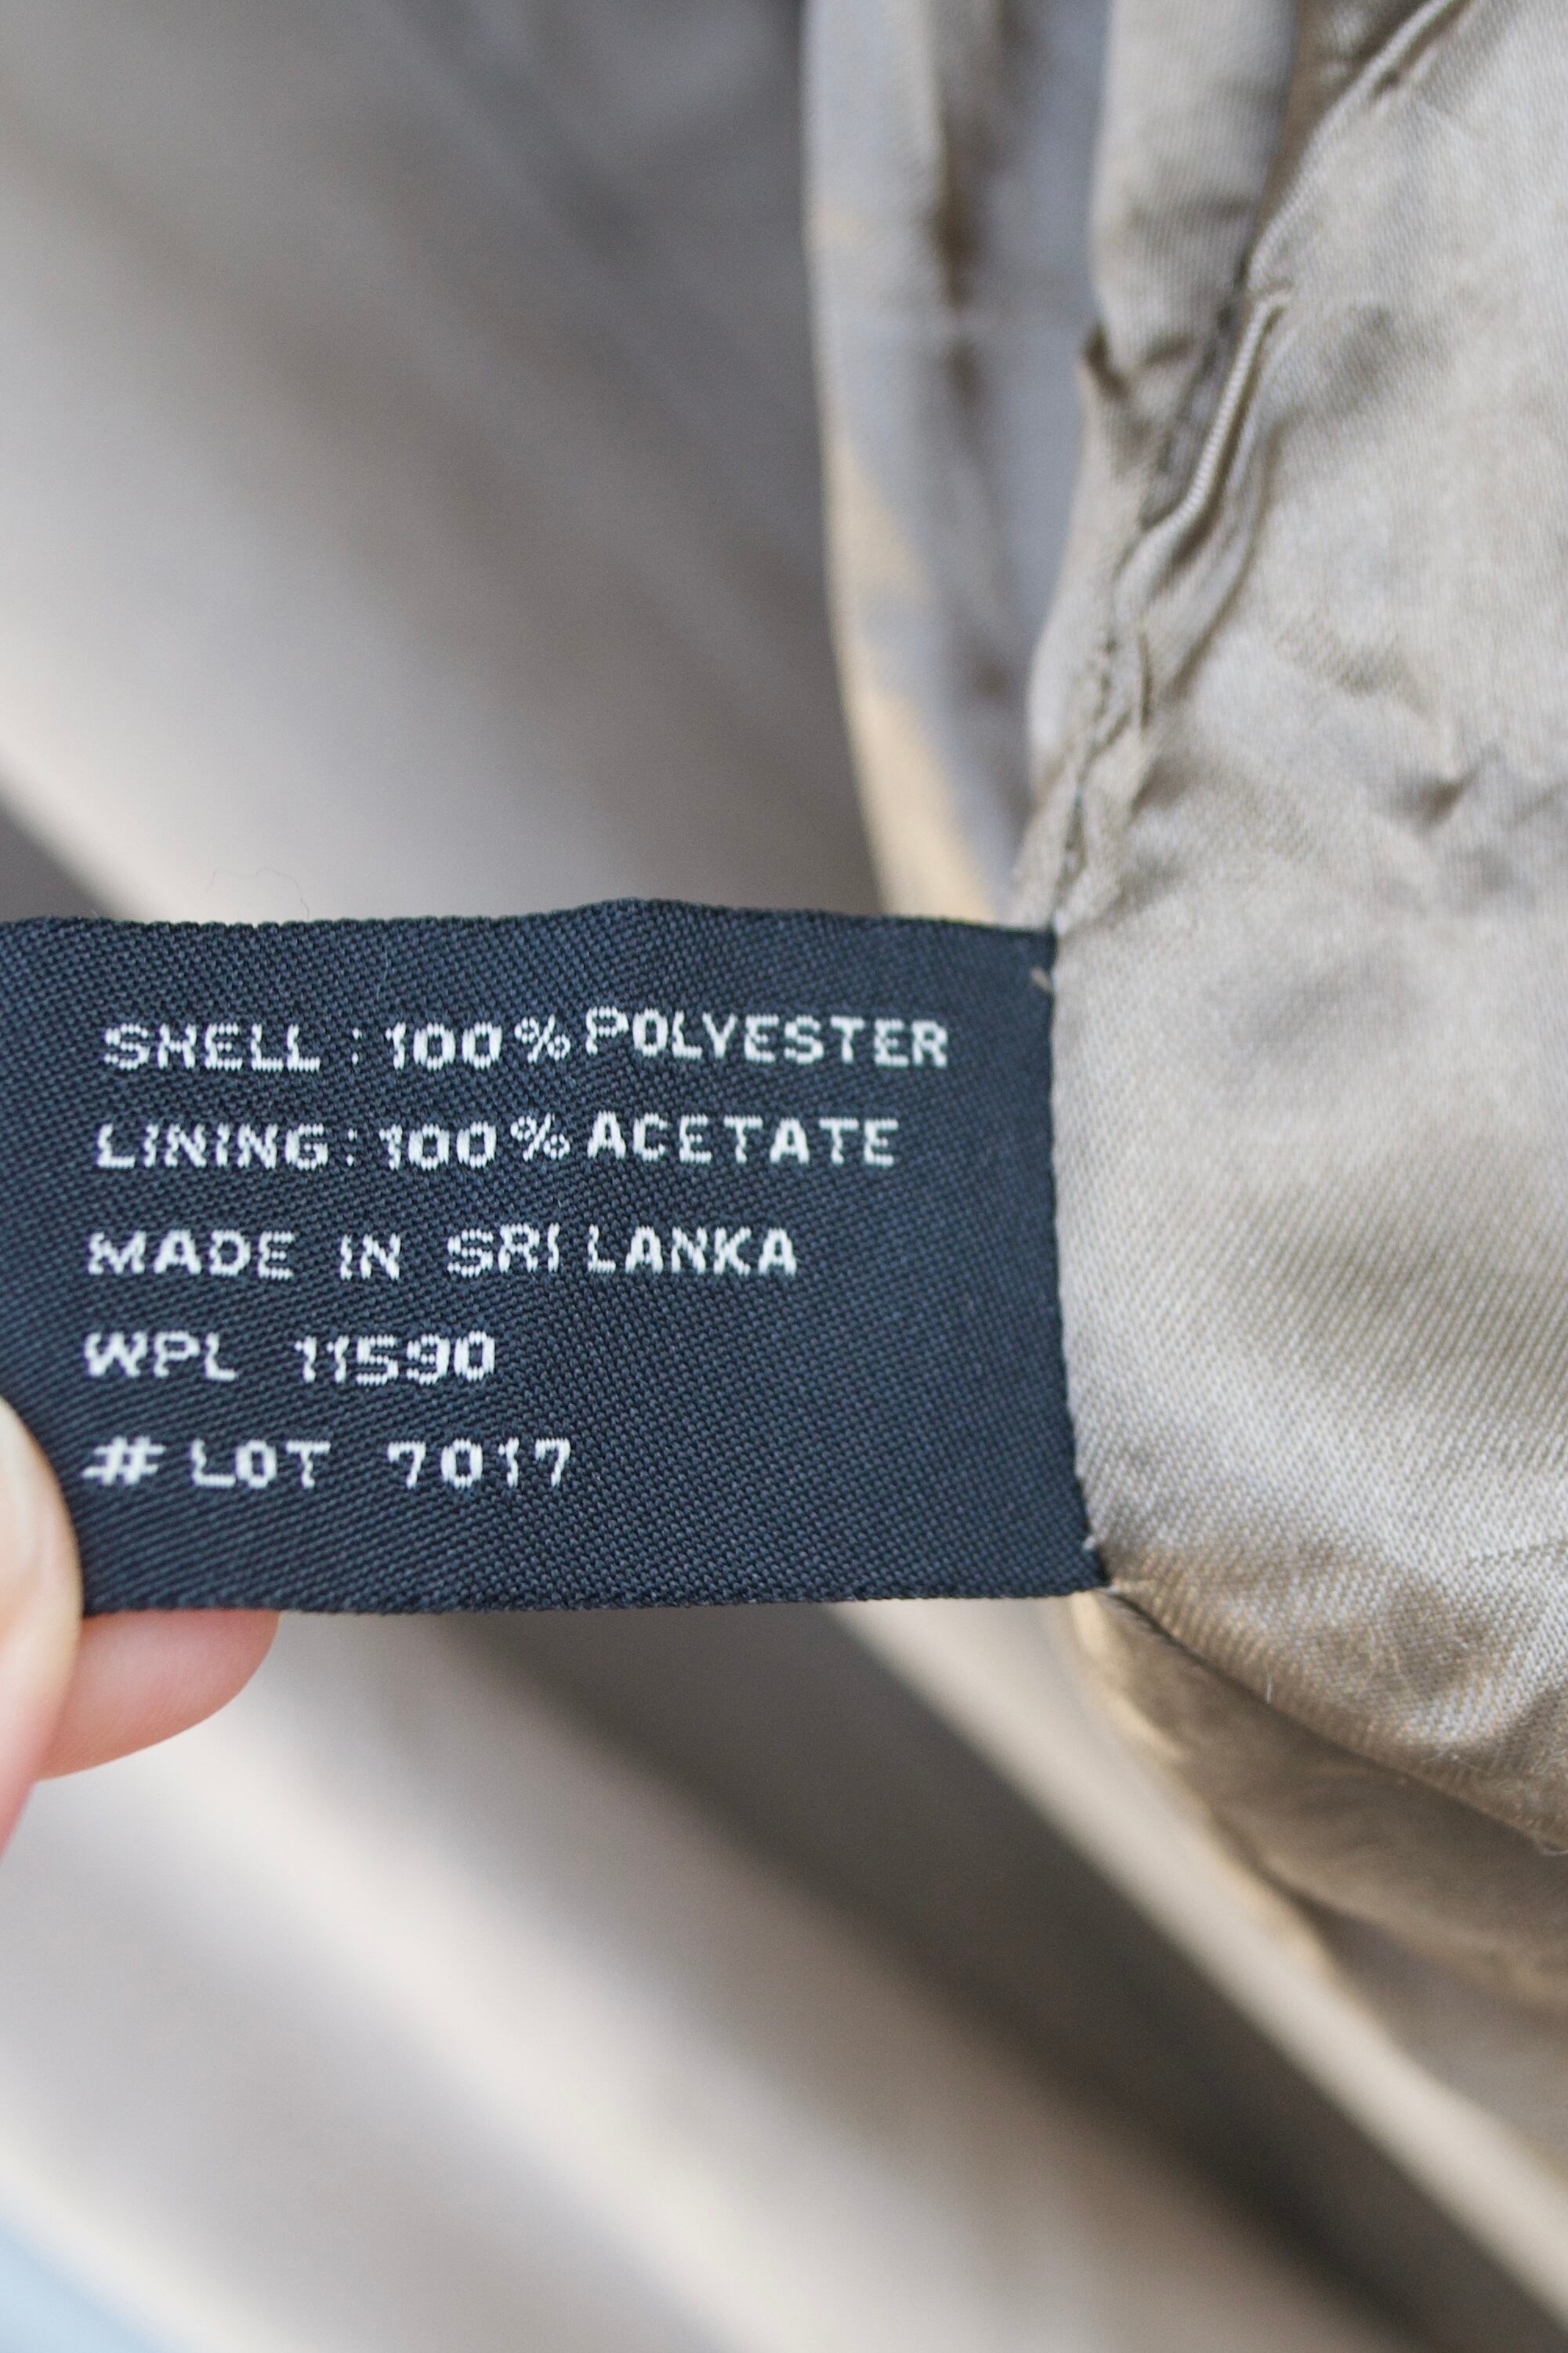 SHELL : 100% POLYESTER
LINING : 100% ACETATE
MADE IN SRI LANKA
WPL 11590
# LOT 7017